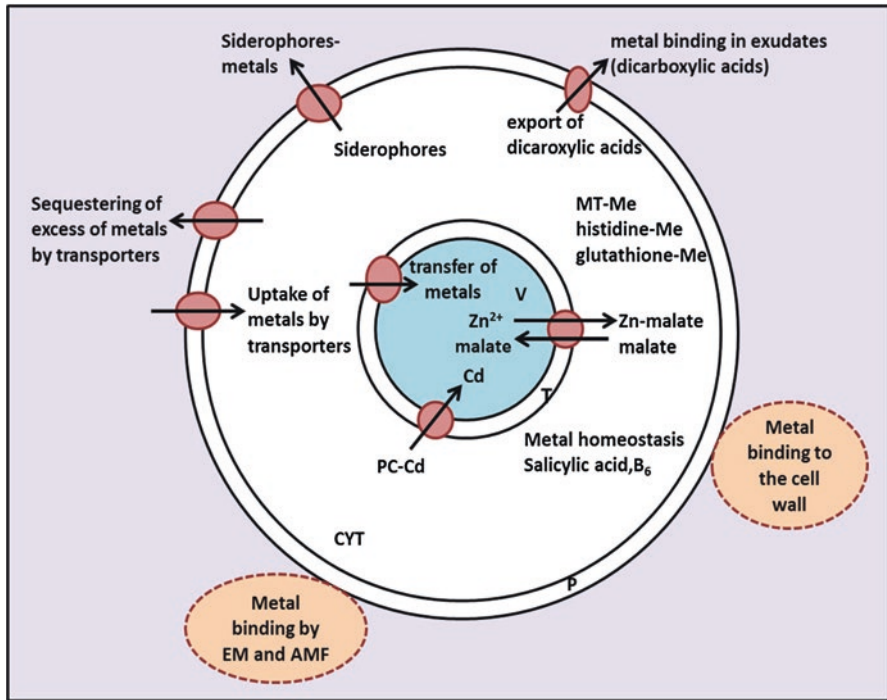 Siderophores-
metals
metal binding in exudates
(dicarboxylic acids)
Siderophores
export of
dicaroxylic acids
Sequestering of
excess of metals
by transporters
MT-Me
histidine-Me
glutathione-Me
Uptake of
metals by
transporters
transfer of
metals
V
Zn²⁺
malate
Zn-malate
malate
Cd
T
PC-Cd
Metal homeostasis
Salicylic acid,B₆
Metal
binding to
the cell
wall
CYT
P
Metal
binding by
EM and AMF